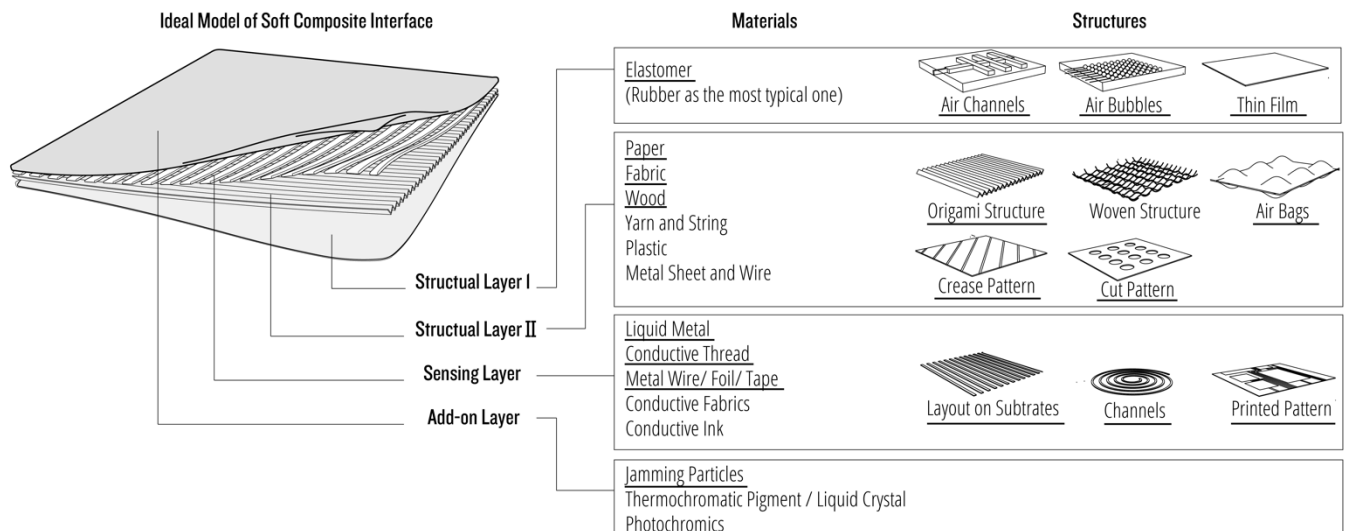 Ideal Model of Soft Composite Interface
Materials
Structures
Structual Layer I
Structual Layer II
Sensing Layer
Add-on Layer
Elastomer
(Rubber as the most typical one)
Air Channels
Air Bubbles
Thin Film
Paper
Fabric
Wood
Yarn and String
Plastic
Metal Sheet and Wire
Origami Structure
Woven Structure
Air Bags
Crease Pattern
Cut Pattern
Liquid Metal
Conductive Thread
Metal Wire/ Foil/ Tape
Conductive Fabrics
Conductive Ink
Layout on Subtrates
Channels
Printed Pattern
Jamming Particles
Thermochromatic Pigment / Liquid Crystal
Photochromics